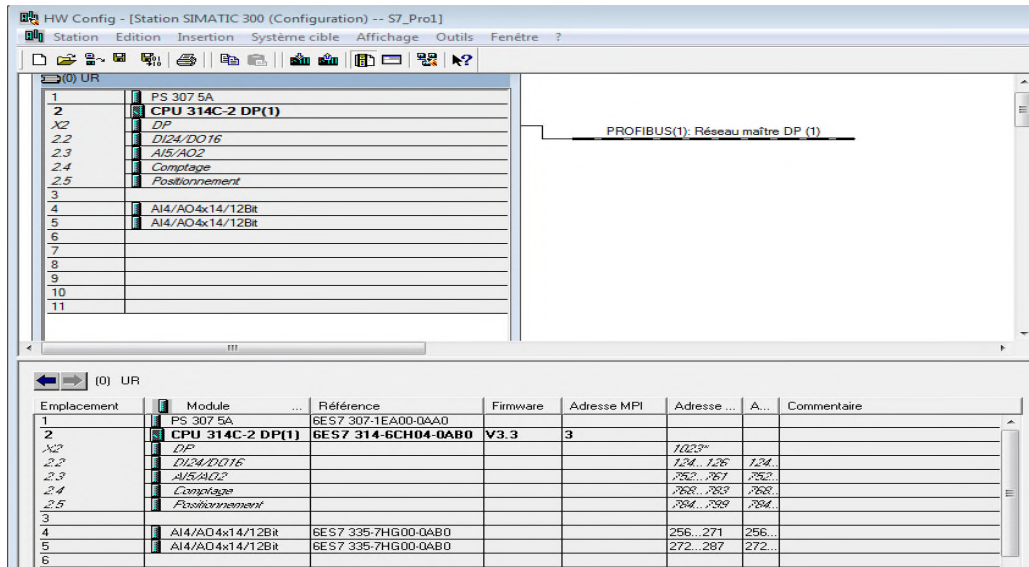 HW Config - [Station SIMATIC 300 (Configuration) -- S7_Pro1]
Station Edition Insertion Système cible Affichage Outils Fenêtre ?
(0) UR
1 PS 307 5A
2 CPU 314C-2 DP(1)
X2 DP
2.2 DI24/DO16
2.3 AI5/AO2
2.4 Comptage
2.5 Positionnement
3
4 AI4/AO4x14/12Bit
5 AI4/AO4x14/12Bit
6
7
8
9
10
11
PROFIBUS(1): Réseau maître DP (1)
(0) UR
Emplacement Module ... Référence Firmware Adresse MPI Adresse ... A... Commentaire
1 PS 307 5A 6ES7 307-1EA00-0AA0
2 CPU 314C-2 DP(1) 6ES7 314-6CH04-0AB0 V3.3 3
X2 DP 1023*
2.2 DI24/DO16 124...126 124..
2.3 AI5/AO2 752...761 752..
2.4 Comptage 768...783 768..
2.5 Positionnement 784...799 784..
3
4 AI4/AO4x14/12Bit 6ES7 335-7HG00-0AB0 256...271 256...
5 AI4/AO4x14/12Bit 6ES7 335-7HG00-0AB0 272...287 272...
6